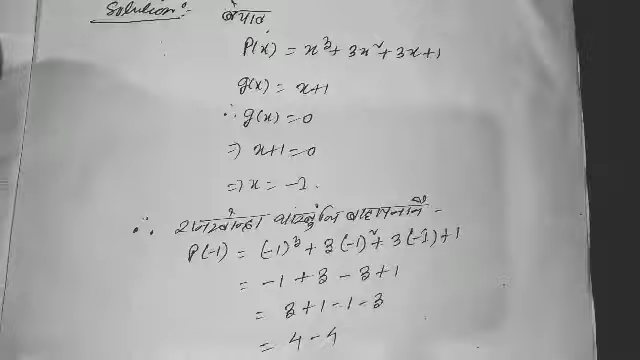 Solution:-
P(x) = x³ + 3x² + 3x + 1
g(x) = x+1
∴ g(x) = 0
⇒ x+1 = 0
⇒ x = -1.
∴
P(-1) = (-1)³ + 3(-1)² + 3(-1) + 1
= -1 + 3 - 3 + 1
= 3 + 1 - 1 - 3
= 4 - 4